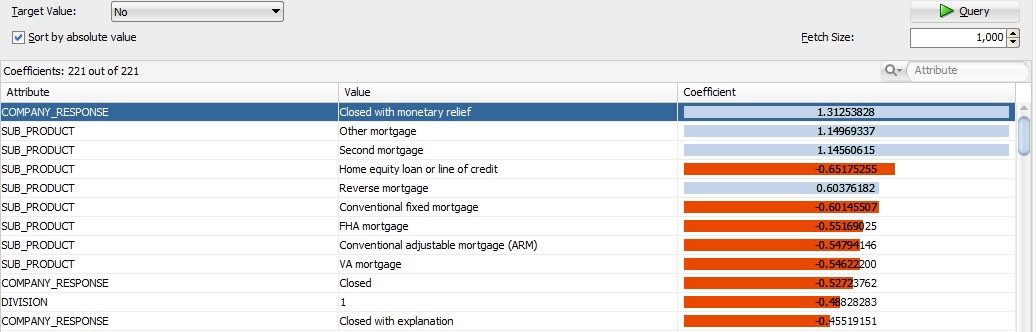 Target Value: No Query
Sort by absolute value Fetch Size: 1,000
Coefficients: 221 out of 221 Attribute
Attribute Value Coefficient
COMPANY_RESPONSE Closed with monetary relief 1.31253828
SUB_PRODUCT Other mortgage 1.14969337
SUB_PRODUCT Second mortgage 1.14560615
SUB_PRODUCT Home equity loan or line of credit -0.65175255
SUB_PRODUCT Reverse mortgage 0.60376182
SUB_PRODUCT Conventional fixed mortgage -0.60145507
SUB_PRODUCT FHA mortgage -0.55169025
SUB_PRODUCT Conventional adjustable mortgage (ARM) -0.54794146
SUB_PRODUCT VA mortgage -0.54622200
COMPANY_RESPONSE Closed -0.52723762
DIVISION 1 -0.48828283
COMPANY_RESPONSE Closed with explanation -0.45519151